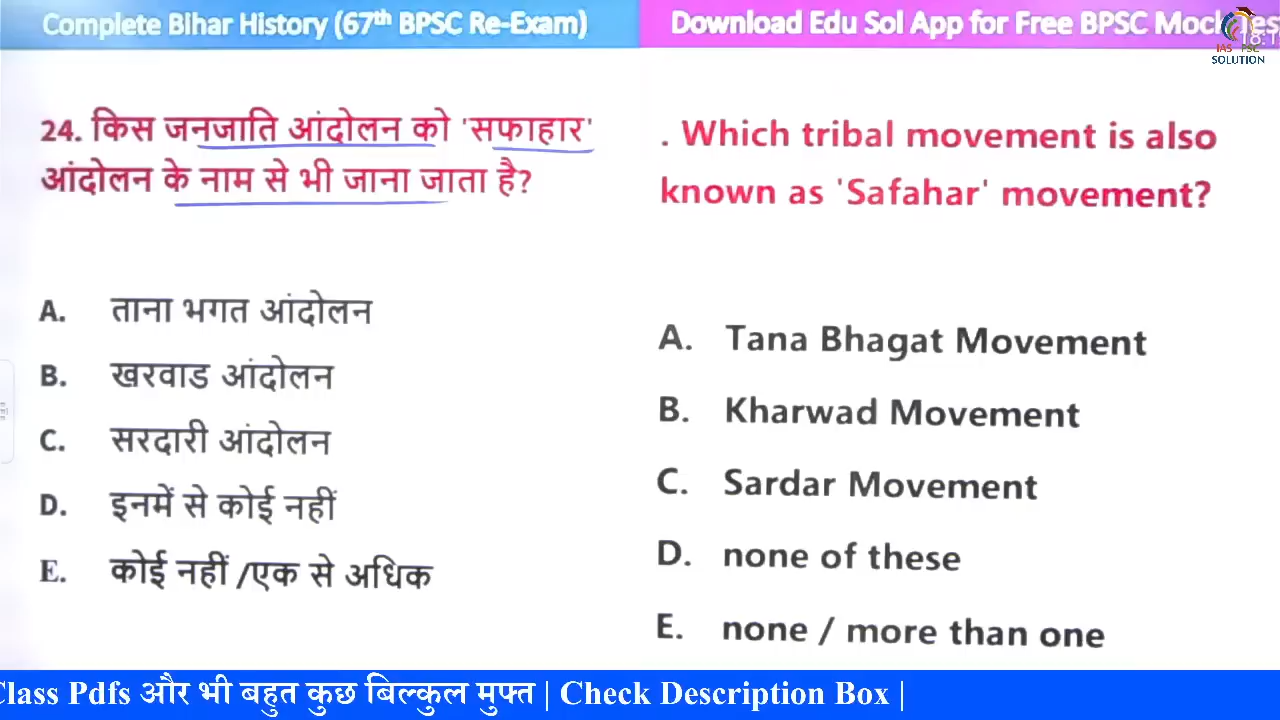 Complete Bihar History (67th BPSC Re-Exam)
Download Edu Sol App for Free BPSC Mock
IAS PSC
SOLUTION
24. किस जनजाति आंदोलन को 'सफाहार'
आंदोलन के नाम से भी जाना जाता है?
A. ताना भगत आंदोलन
B. खरवाड आंदोलन
C. सरदारी आंदोलन
D. इनमें से कोई नहीं
E. कोई नहीं /एक से अधिक
. Which tribal movement is also
known as 'Safahar' movement?
A. Tana Bhagat Movement
B. Kharwad Movement
C. Sardar Movement
D. none of these
E. none / more than one
Class Pdfs और भी बहुत कुछ बिल्कुल मुफ्त | Check Description Box |